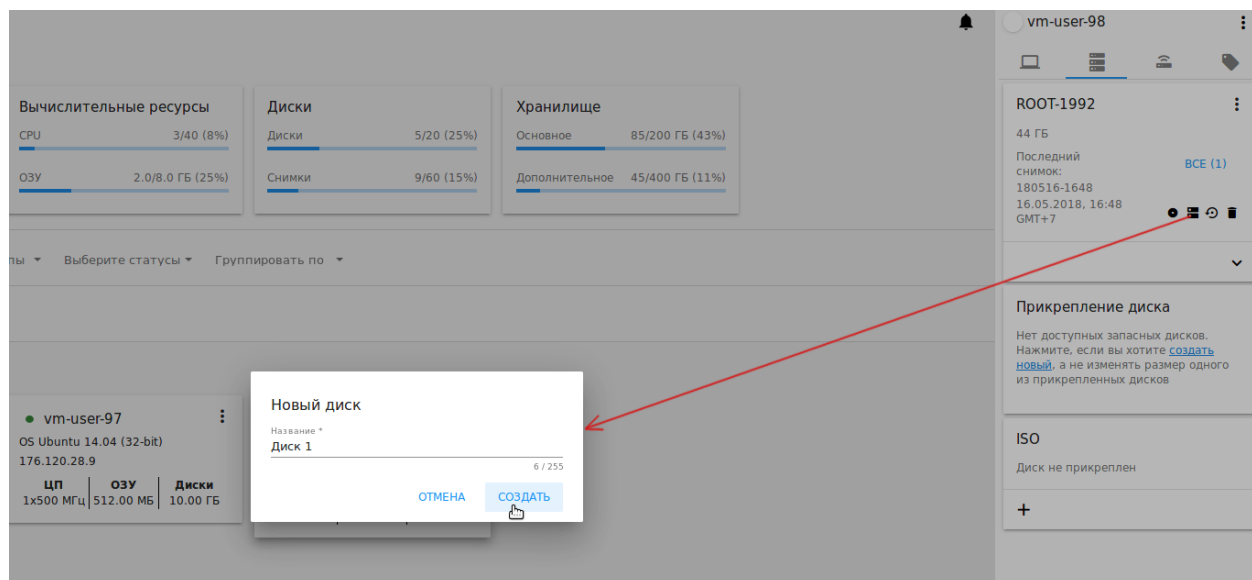 vm-user-98
Вычислительные ресурсы
CPU 3/40 (8%)
ОЗУ 2.0/8.0 ГБ (25%)
Диски
Диски 5/20 (25%)
Снимки 9/60 (15%)
Хранилище
Основное 85/200 ГБ (43%)
Дополнительное 45/400 ГБ (11%)
пы Выберите статусы Группировать по
vm-user-97
OS Ubuntu 14.04 (32-bit)
176.120.28.9
ЦП ОЗУ Диски
1x500 МГц 512.00 МБ 10.00 ГБ
Новый диск
Название *
Диск 1
6 / 255
ОТМЕНА СОЗДАТЬ
ROOT-1992
44 ГБ
Последний
снимок:
ВСЕ (1)
180516-1648
16.05.2018, 16:48
GMT+7
Прикрепление диска
Нет доступных запасных дисков.
Нажмите, если вы хотите создать
новый, а не изменять размер одного
из прикрепленных дисков
ISO
Диск не прикреплен
+